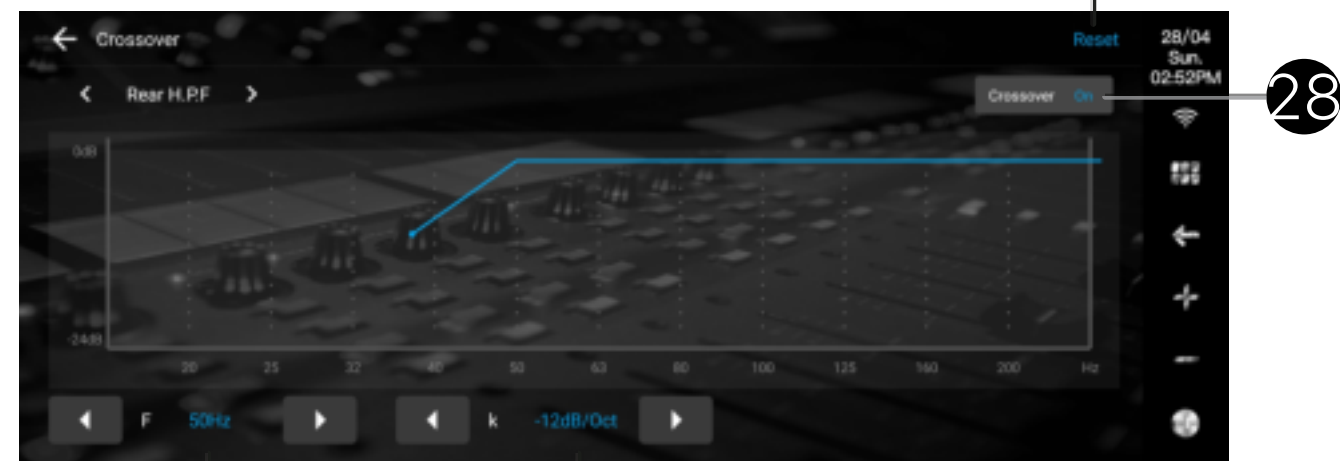 Crossover
Reset
28/04
Sun.
02:52PM
Rear H.P.F
Crossover On
28
0dB
-24dB
20 25 32 40 50 63 80 100 125 160 200 Hz
F 50Hz k -12dB/Oct